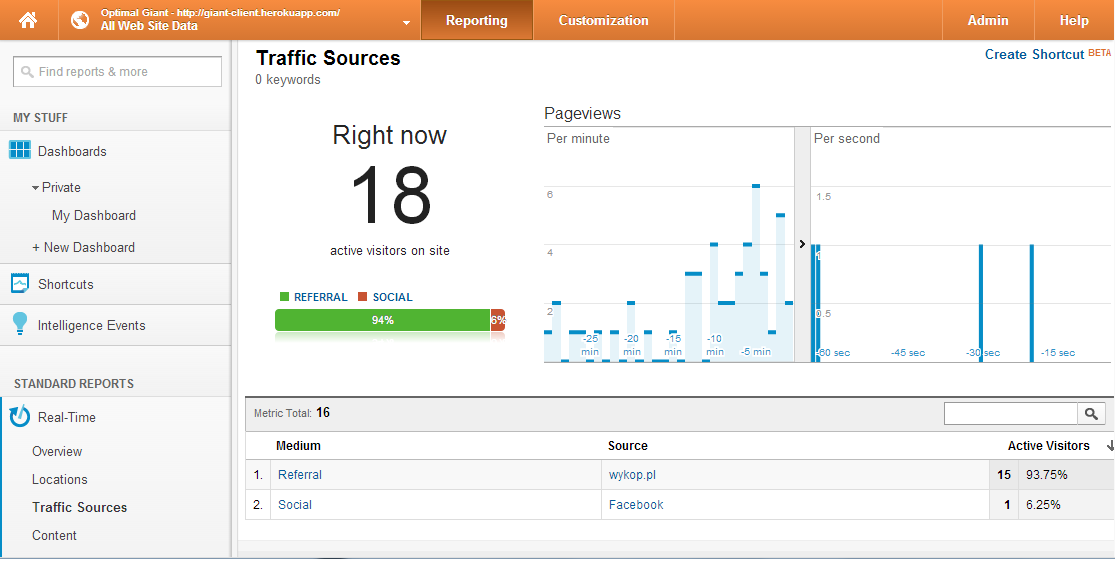 Optimal Giant - http://giant-client.herokuapp.com/
All Web Site Data
Reporting
Customization
Admin
Help
Find reports & more
MY STUFF
Dashboards
Private
My Dashboard
+ New Dashboard
Shortcuts
Intelligence Events
STANDARD REPORTS
Real-Time
Overview
Locations
Traffic Sources
Content
Traffic Sources
0 keywords
Create Shortcut BETA
Right now
18
active visitors on site
REFERRAL SOCIAL
94% 6%
Pageviews
Per minute
6
4
2
-25 min
-20 min
-15 min
-10 min
-5 min
Per second
1.5
1
0.5
-60 sec
-45 sec
-30 sec
-15 sec
Metric Total: 16
Medium Source Active Visitors
1. Referral wykop.pl 15 93.75%
2. Social Facebook 1 6.25%